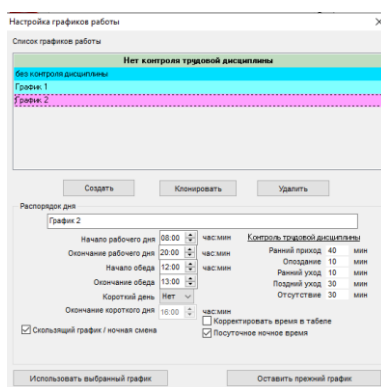 Настройка графиков работы
Список графиков работы
Нет контроля трудовой дисциплины
без контроля дисциплины
График 1
График 2
Создать Клонировать Удалить
Распорядок дня
График 2
Начало рабочего дня 08:00 час:мин Контроль трудовой дисциплины
Окончание рабочего дня 20:00 час:мин Ранний приход 40 мин
Начало обеда 12:00 час:мин Опоздание 10 мин
Окончание обеда 13:00 Ранний уход 10 мин
Короткий день Нет Поздний уход 30 мин
Отсутствие 30 мин
Окончание короткого дня 16:00 час:мин
Корректировать время в табеле
Скользящий график / ночная смена Посуточное ночное время
Использовать выбранный график Оставить прежний график